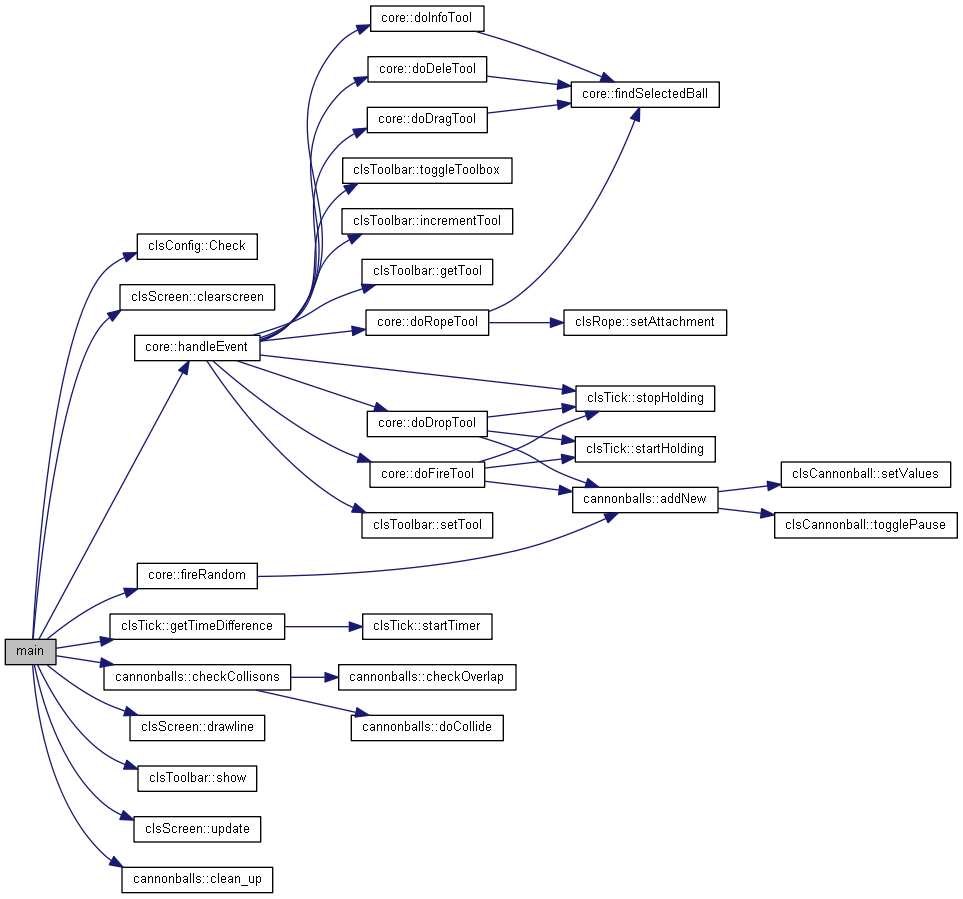 core::doInfoTool
core::doDeleTool
core::findSelectedBall
core::doDragTool
clsToolbar::toggleToolbox
clsToolbar::incrementTool
clsConfig::Check
clsToolbar::getTool
clsScreen::clearscreen
core::doRopeTool
clsRope::setAttachment
core::handleEvent
clsTick::stopHolding
core::doDropTool
clsTick::startHolding
core::doFireTool
clsCannonball::setValues
cannonballs::addNew
clsToolbar::setTool
clsCannonball::togglePause
core::fireRandom
clsTick::getTimeDifference
clsTick::startTimer
main
cannonballs::checkCollisons
cannonballs::checkOverlap
clsScreen::drawline
cannonballs::doCollide
clsToolbar::show
clsScreen::update
cannonballs::clean_up